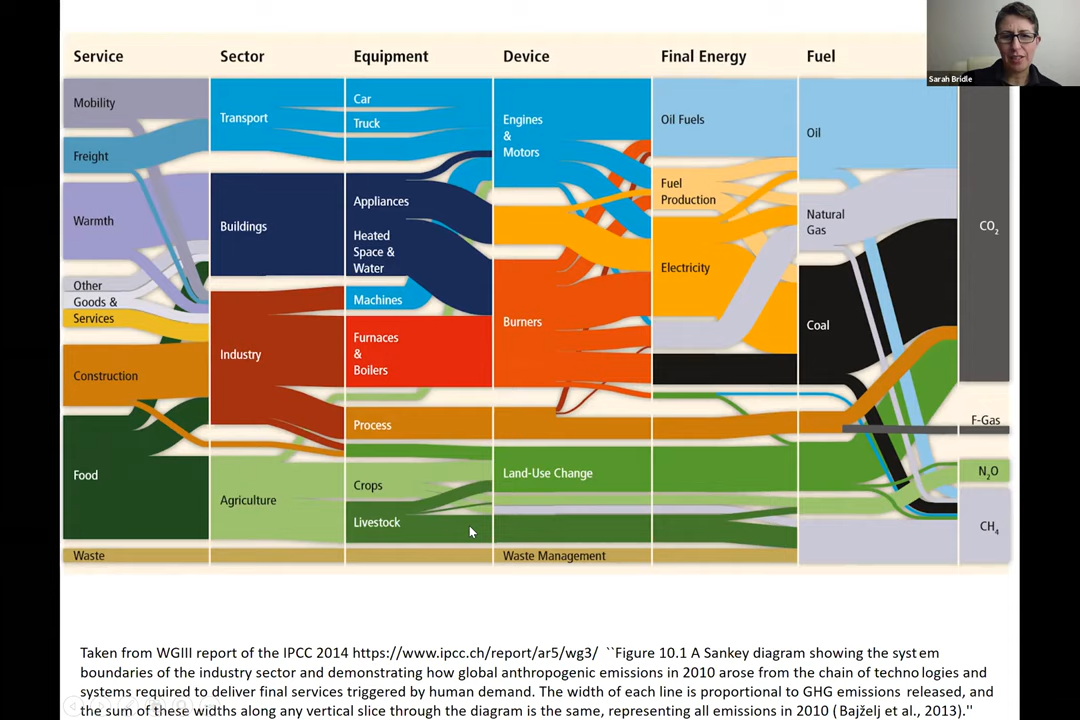 Service
Sector
Equipment
Device
Final Energy
Fuel
Sarah Bridle
Mobility
Freight
Warmth
Other
Goods &
Services
Construction
Food
Waste
Transport
Buildings
Industry
Agriculture
Car
Truck
Appliances
Heated
Space &
Water
Machines
Furnaces
&
Boilers
Process
Crops
Livestock
Engines
&
Motors
Burners
Land-Use Change
Waste Management
Oil Fuels
Fuel
Production
Electricity
Oil
Natural
Gas
Coal
CO₂
F-Gas
N₂O
CH₄
Taken from WGIII report of the IPCC 2014 https://www.ipcc.ch/report/ar5/wg3/ ``Figure 10.1 A Sankey diagram showing the system
boundaries of the industry sector and demonstrating how global anthropogenic emissions in 2010 arose from the chain of technologies and
systems required to deliver final services triggered by human demand. The width of each line is proportional to GHG emissions released, and
the sum of these widths along any vertical slice through the diagram is the same, representing all emissions in 2010 (Bajželj et al., 2013).''